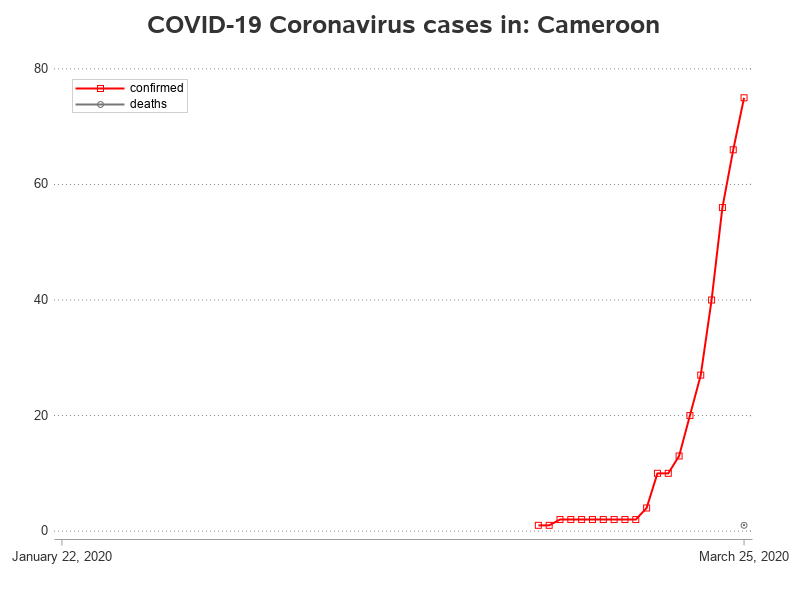 COVID-19 Coronavirus cases in: Cameroon
80
confirmed
deaths
60
40
20
0
January 22, 2020
March 25, 2020